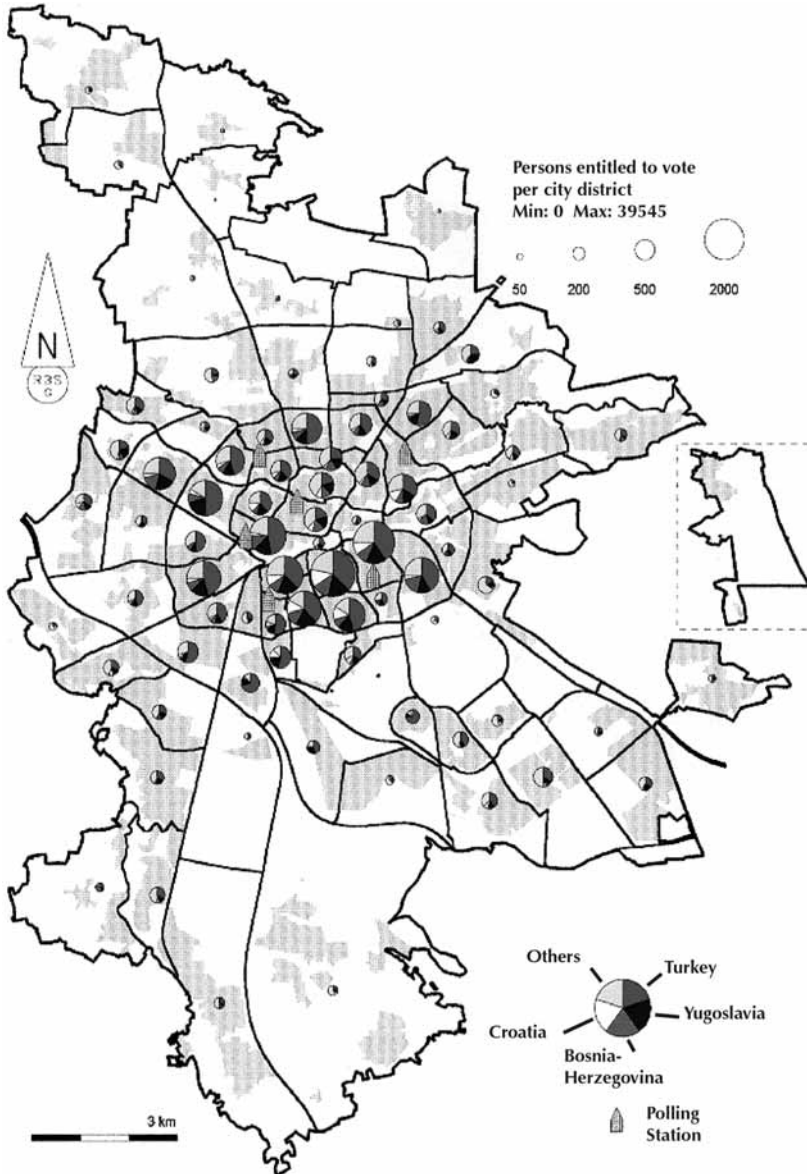 Persons entitled to vote
per city district
Min: 0 Max: 39545
50 200 500 2000
N
R3S
G
Others
Turkey
Yugoslavia
Croatia
Bosnia-
Herzegovina
Polling
Station
3 km